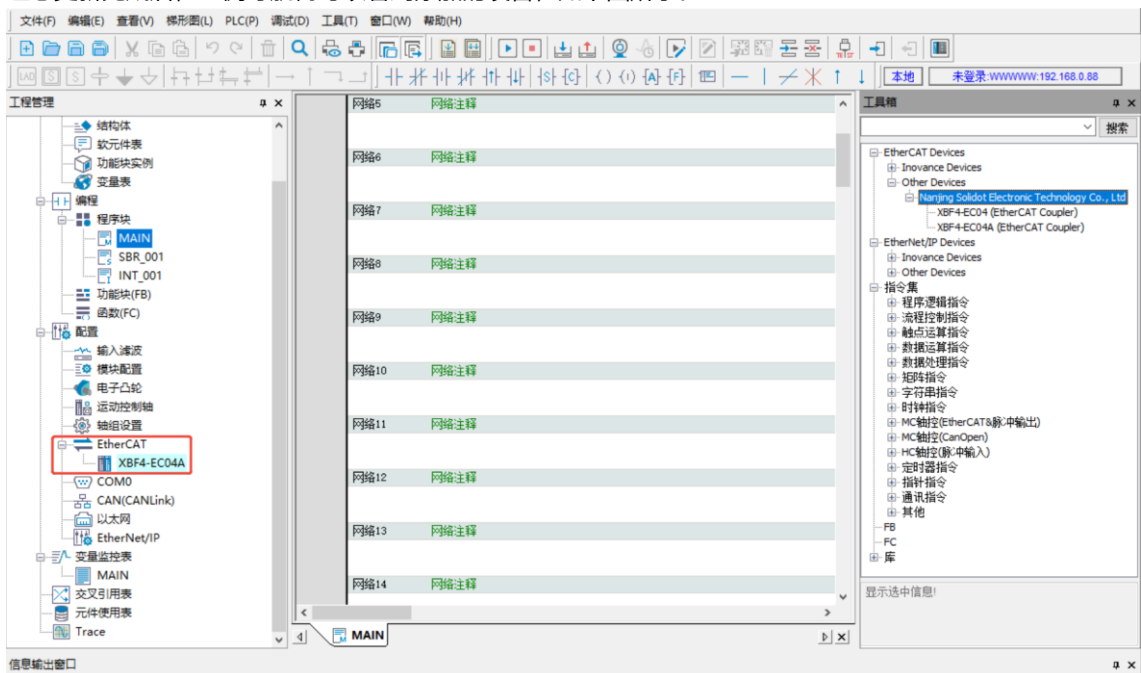 文件(F) 编辑(E) 查看(V) 梯形图(L) PLC(P) 调试(D) 工具(T) 窗口(W) 帮助(H)
本地 未登录:WWWWW:192.168.0.88
工程管理
结构体
软元件表
功能块实例
变量表
编程
程序块
MAIN
SBR_001
INT_001
功能块(FB)
函数(FC)
配置
输入滤波
模块配置
电子凸轮
运动控制轴
轴组设置
EtherCAT
XBF4-EC04A
COM0
CAN(CANLink)
以太网
EtherNet/IP
变量监控表
MAIN
交叉引用表
元件使用表
Trace
网络5 网络注释
网络6 网络注释
网络7 网络注释
网络8 网络注释
网络9 网络注释
网络10 网络注释
网络11 网络注释
网络12 网络注释
网络13 网络注释
网络14 网络注释
MAIN
工具箱
搜索
EtherCAT Devices
Inovance Devices
Other Devices
Nanjing Solidot Electronic Technology Co., Ltd
XBF4-EC04 (EtherCAT Coupler)
XBF4-EC04A (EtherCAT Coupler)
EtherNet/IP Devices
Inovance Devices
Other Devices
指令集
程序逻辑指令
流程控制指令
触点运算指令
数据运算指令
数据处理指令
矩阵指令
字符串指令
时钟指令
MC轴控(EtherCAT&脉冲输出)
MC轴控(CanOpen)
HC轴控(脉冲输入)
定时器指令
指针指令
通讯指令
其他
FB
FC
库
显示选中信息!
信息输出窗口